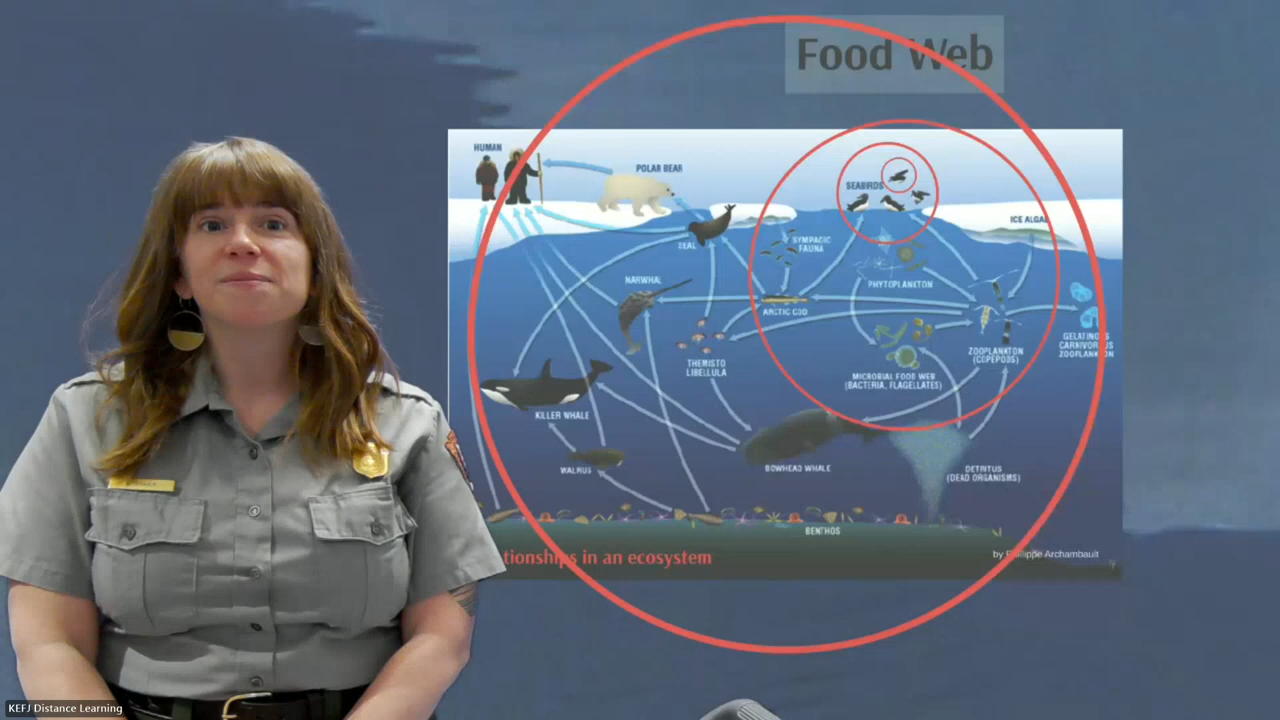 Food Web
HUMAN
POLAR BEAR
SEABIRDS
ICE ALGAE
SEAL
SYMPAGIC
FAUNA
NARWHAL
PHYTOPLANKTON
ARCTIC COD
GELATINOUS
CARNIVOROUS
ZOOPLANKTON
ZOOPLANKTON
(COPEPODS)
THEMISTO
LIBELLULA
MICROBIAL FOOD WEB
(BACTERIA, FLAGELLATES)
KILLER WHALE
WALRUS
BOWHEAD WHALE
DETRITUS
(DEAD ORGANISMS)
BENTHOS
tionships in an ecosystem
by Phillippe Archambault
KEFJ Distance Learning